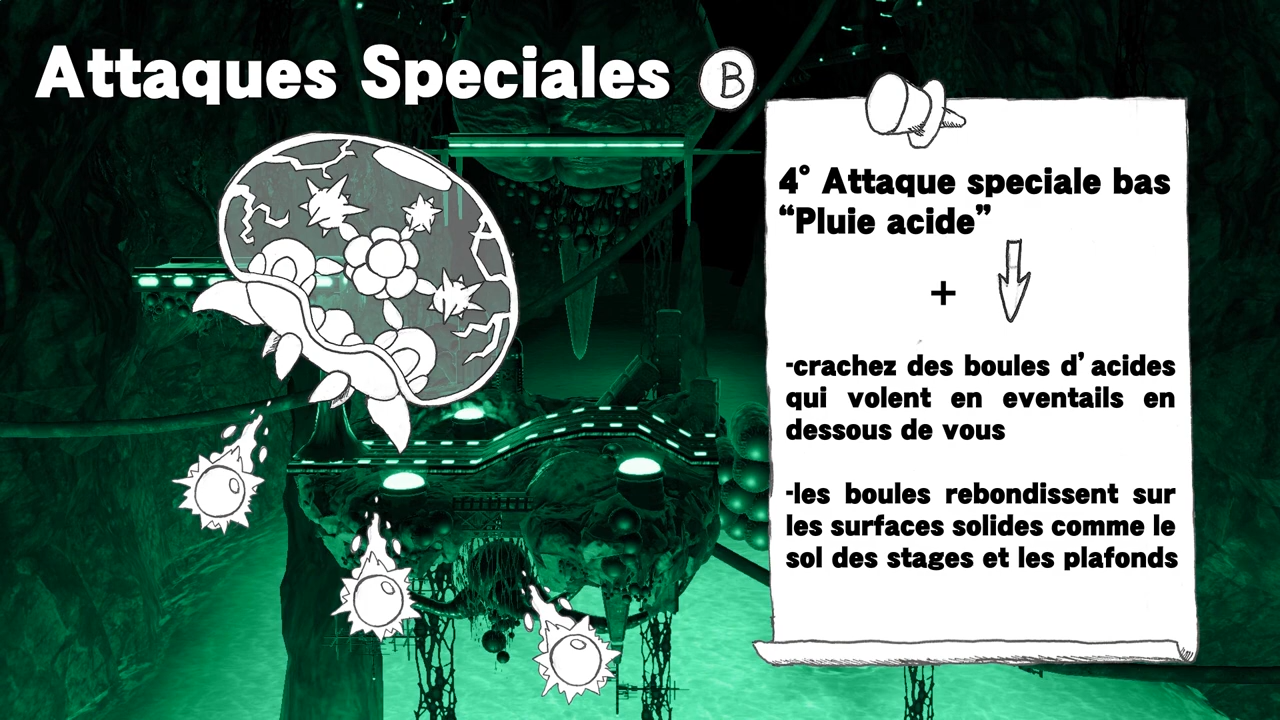 Attaques Speciales B
4° Attaque speciale bas
“Pluie acide”
+
-crachez des boules d’acides
qui volent en eventails en
dessous de vous
-les boules rebondissent sur
les surfaces solides comme le
sol des stages et les plafonds